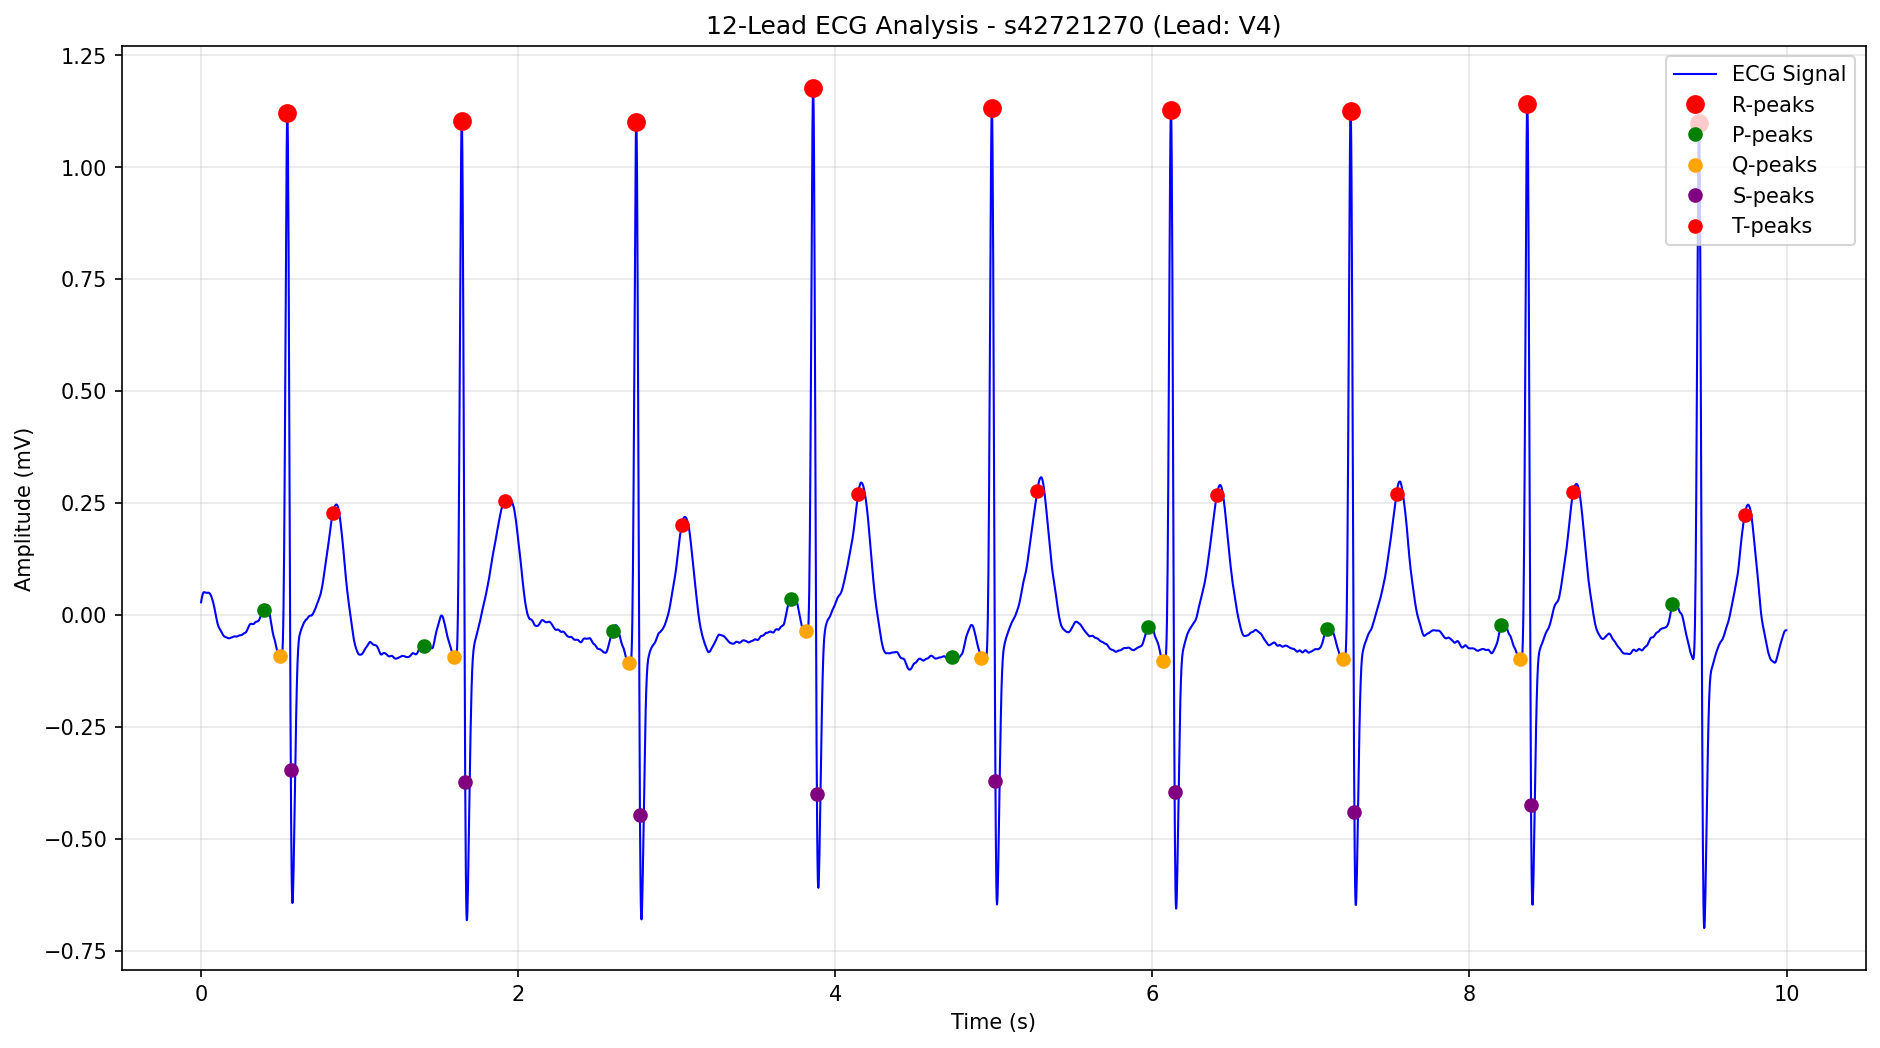 12-Lead ECG Analysis - s42721270 (Lead: V4)
ECG Signal
R-peaks
P-peaks
Q-peaks
S-peaks
T-peaks
Amplitude (mV)
1.25
1.00
0.75
0.50
0.25
0.00
−0.25
−0.50
−0.75
0 2 4 6 8 10
Time (s)